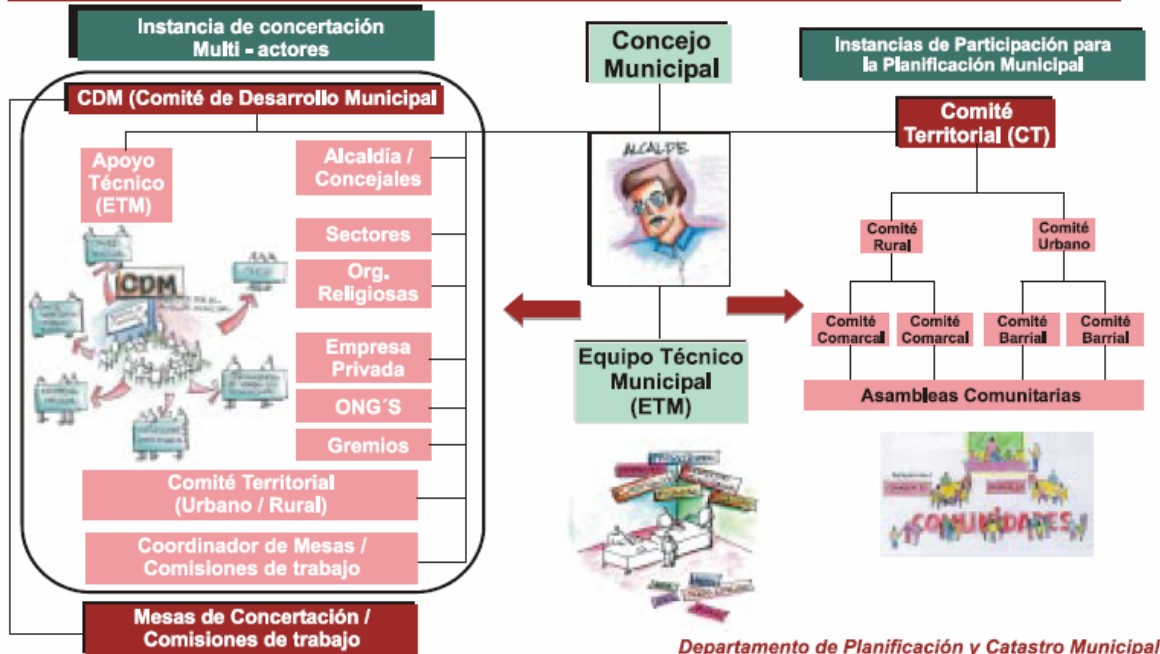 Instancia de concertación
Multi - actores
CDM (Comité de Desarrollo Municipal
Apoyo
Técnico
(ETM)
Alcaldía /
Concejales
Sectores
Org.
Religiosas
Empresa
Privada
ONG´S
Gremios
Comité Territorial
(Urbano / Rural)
Coordinador de Mesas /
Comisiones de trabajo
Mesas de Concertación /
Comisiones de trabajo
CDM
Concejo
Municipal
ALCALDE
Equipo Técnico
Municipal
(ETM)
Instancias de Participación para
la Planificación Municipal
Comité
Territorial (CT)
Comité
Rural
Comité
Urbano
Comité
Comarcal
Comité
Comarcal
Comité
Barrial
Comité
Barrial
Asambleas Comunitarias
COMUNIDADES
Departamento de Planificación y Catastro Municipal